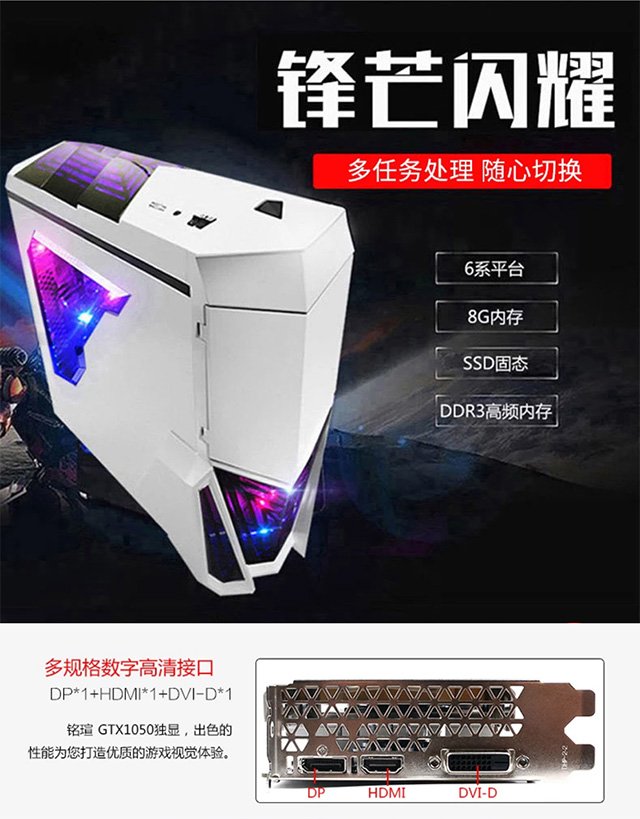 锋芒闪耀
多任务处理 随心切换
6系平台
8G内存
SSD固态
DDR3高频内存
多规格数字高清接口
DP*1+HDMI*1+DVI-D*1
铭瑄 GTX1050独显，出色的
性能为您打造优质的游戏视觉体验。
THP-2-2
DP
HDMI
DVI-D